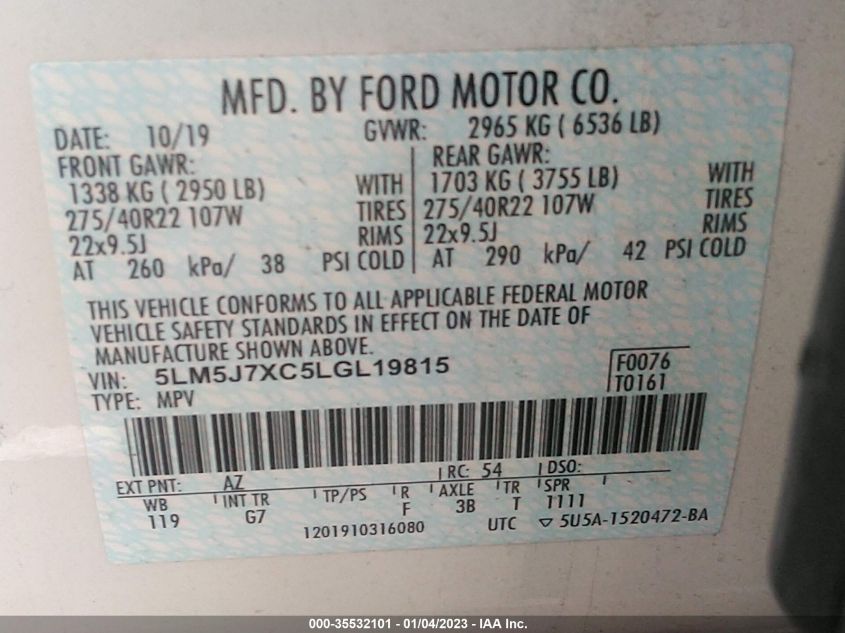 MFD. BY FORD MOTOR CO.
DATE: 10/19 GVWR: 2965 KG ( 6536 LB)
FRONT GAWR: REAR GAWR:
1338 KG ( 2950 LB) WITH 1703 KG ( 3755 LB) WITH
275/40R22 107W TIRES 275/40R22 107W TIRES
22x9.5J RIMS 22x9.5J RIMS
AT 260 kPa/ 38 PSI COLD AT 290 kPa/ 42 PSI COLD
THIS VEHICLE CONFORMS TO ALL APPLICABLE FEDERAL MOTOR
VEHICLE SAFETY STANDARDS IN EFFECT ON THE DATE OF
MANUFACTURE SHOWN ABOVE.
VIN: 5LM5J7XC5LGL19815 F0076
TYPE: MPV T0161
EXT PNT: AZ RC: 54 DSO:
WB INT TR TP/PS R AXLE TR SPR
119 G7 F 3B T 1111
1201910316080 UTC ▽ 5U5A-1520472-BA
000-35532101 - 01/04/2023 - IAA Inc.